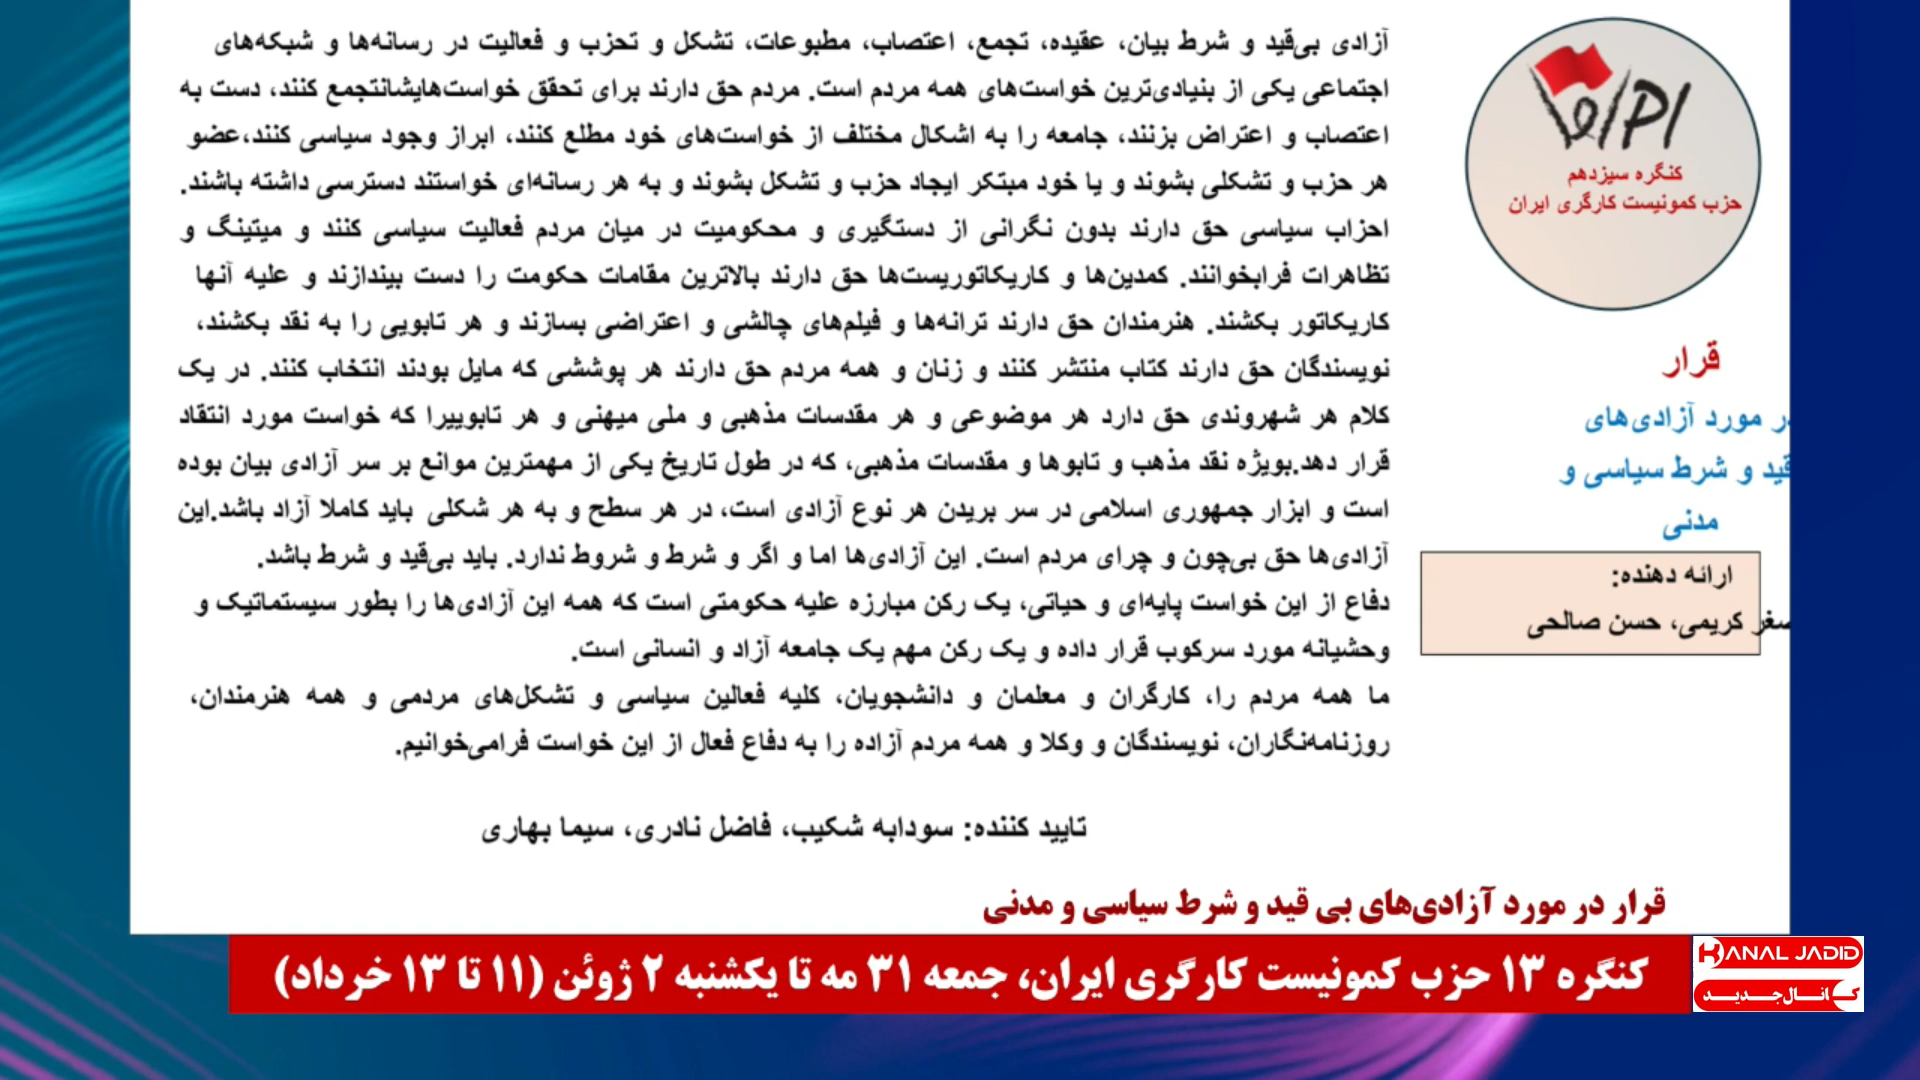 آزادی بی‌قید و شرط بیان، عقیده، تجمع، اعتصاب، مطبوعات، تشکل و تحزب و فعالیت در رسانه‌ها و شبکه‌های
اجتماعی یکی از بنیادی‌ترین خواست‌های همه مردم است. مردم حق دارند برای تحقق خواست‌هایشانتجمع کنند، دست به
اعتصاب و اعتراض بزنند، جامعه را به اشکال مختلف از خواست‌های خود مطلع کنند، ابراز وجود سیاسی کنند،عضو
هر حزب و تشکلی بشوند و یا خود مبتکر ایجاد حزب و تشکل بشوند و به هر رسانه‌ای خواستند دسترسی داشته باشند.
احزاب سیاسی حق دارند بدون نگرانی از دستگیری و محکومیت در میان مردم فعالیت سیاسی کنند و میتینگ و
تظاهرات فرابخوانند. کمدین‌ها و کاریکاتوریست‌ها حق دارند بالاترین مقامات حکومت را دست بیندازند و علیه آنها
کاریکاتور بکشند. هنرمندان حق دارند ترانه‌ها و فیلم‌های چالشی و اعتراضی بسازند و هر تابویی را به نقد بکشند،
نویسندگان حق دارند کتاب منتشر کنند و زنان و همه مردم حق دارند هر پوششی که مایل بودند انتخاب کنند. در یک
کلام هر شهروندی حق دارد هر موضوعی و هر مقدسات مذهبی و ملی میهنی و هر تابوییرا که خواست مورد انتقاد
قرار دهد.بویژه نقد مذهب و تابوها و مقدسات مذهبی، که در طول تاریخ یکی از مهمترین موانع بر سر آزادی بیان بوده
است و ابزار جمهوری اسلامی در سر بریدن هر نوع آزادی است، در هر سطح و به هر شکلی باید کاملا آزاد باشد.این
آزادی‌ها حق بی‌چون و چرای مردم است. این آزادی‌ها اما و اگر و شرط و شروط ندارد. باید بی‌قید و شرط باشد.
دفاع از این خواست پایه‌ای و حیاتی، یک رکن مبارزه علیه حکومتی است که همه این آزادی‌ها را بطور سیستماتیک و
وحشیانه مورد سرکوب قرار داده و یک رکن مهم یک جامعه آزاد و انسانی است.
ما همه مردم را، کارگران و معلمان و دانشجویان، کلیه فعالین سیاسی و تشکل‌های مردمی و همه هنرمندان،
روزنامه‌نگاران، نویسندگان و وکلا و همه مردم آزاده را به دفاع فعال از این خواست فرامی‌خوانیم.
تایید کننده: سودابه شکیب، فاضل نادری، سیما بهاری
کنگره سیزدهم
حزب کمونیست کارگری ایران
قرار
مورد آزادی‌های
قید و شرط سیاسی و
مدنی
ارائه دهنده:
کریمی، حسن صالحی
قرار در مورد آزادی‌های بی قید و شرط سیاسی و مدنی
کنگره ۱۳ حزب کمونیست کارگری ایران، جمعه ۳۱ مه تا یکشنبه ۲ ژوئن (۱۱ تا ۱۳ خرداد)
KANAL JADID
کانال جدید